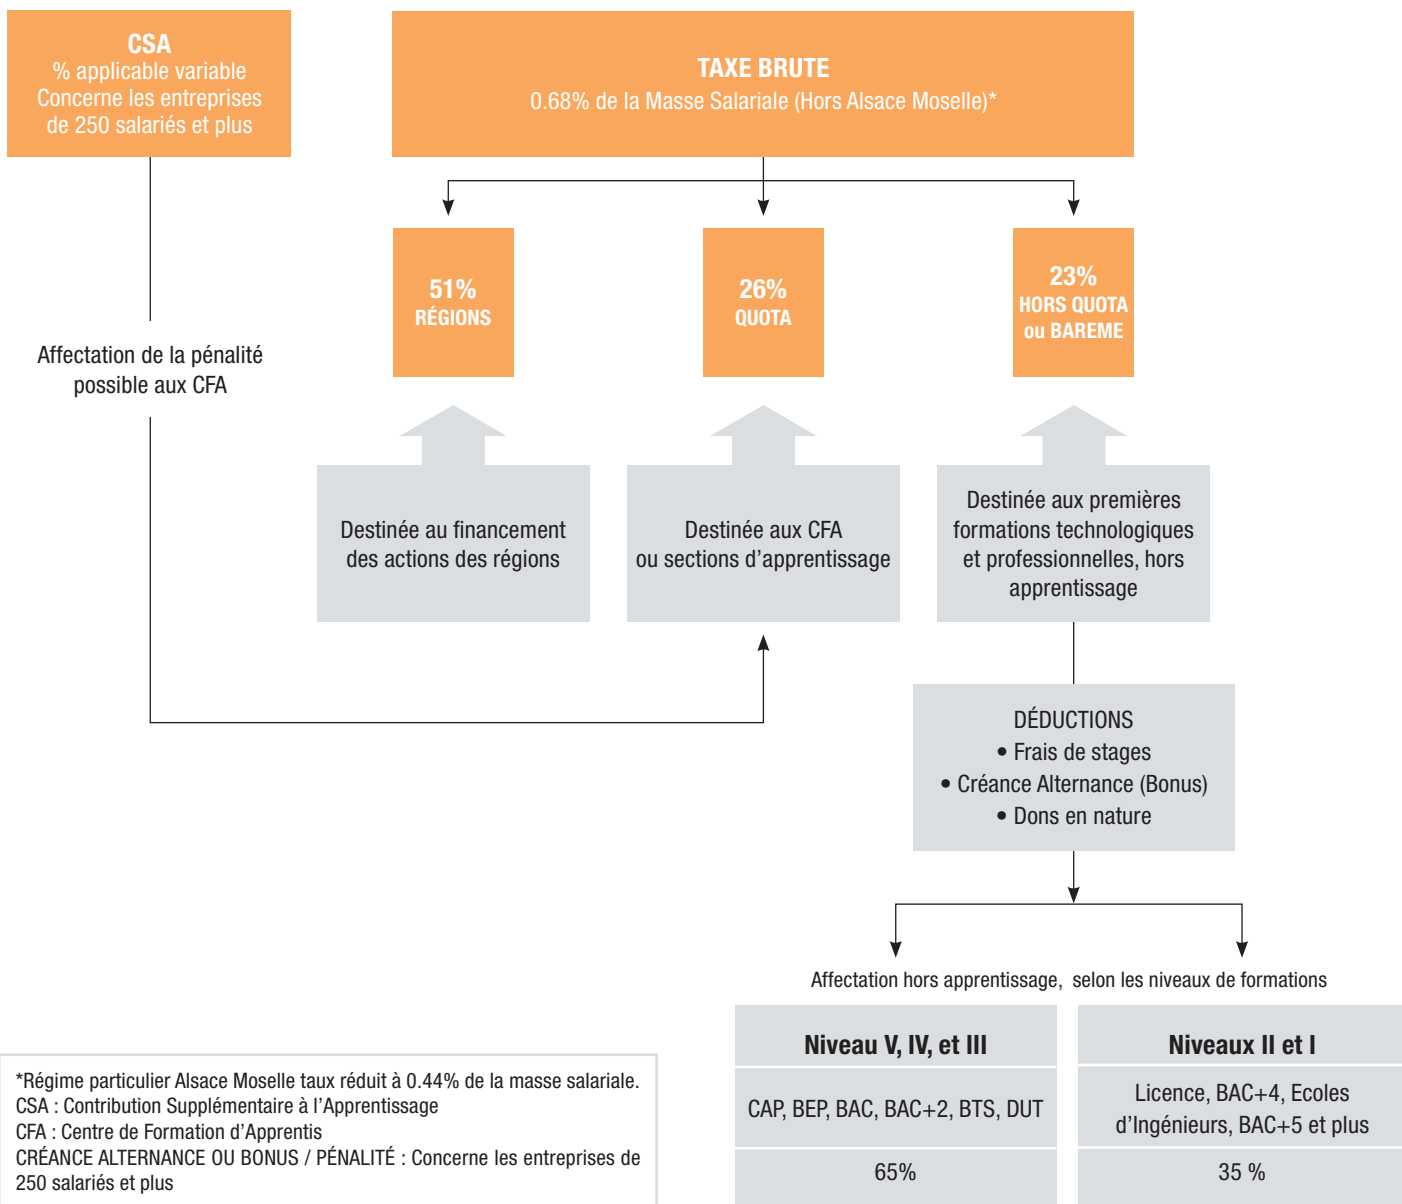 CSA
% applicable variable
Concerne les entreprises
de 250 salariés et plus
TAXE BRUTE
0.68% de la Masse Salariale (Hors Alsace Moselle)*
51%
RÉGIONS
26%
QUOTA
23%
HORS QUOTA
ou BAREME
Affectation de la pénalité
possible aux CFA
Destinée au financement
des actions des régions
Destinée aux CFA
ou sections d'apprentissage
Destinée aux premières
formations technologiques
et professionnelles, hors
apprentissage
DÉDUCTIONS
• Frais de stages
• Créance Alternance (Bonus)
• Dons en nature
Affectation hors apprentissage, selon les niveaux de formations
Niveau V, IV, et III
CAP, BEP, BAC, BAC+2, BTS, DUT
65%
Niveaux II et I
Licence, BAC+4, Ecoles
d'Ingénieurs, BAC+5 et plus
35 %
*Régime particulier Alsace Moselle taux réduit à 0.44% de la masse salariale.
CSA : Contribution Supplémentaire à l'Apprentissage
CFA : Centre de Formation d'Apprentis
CRÉANCE ALTERNANCE OU BONUS / PÉNALITÉ : Concerne les entreprises de
250 salariés et plus